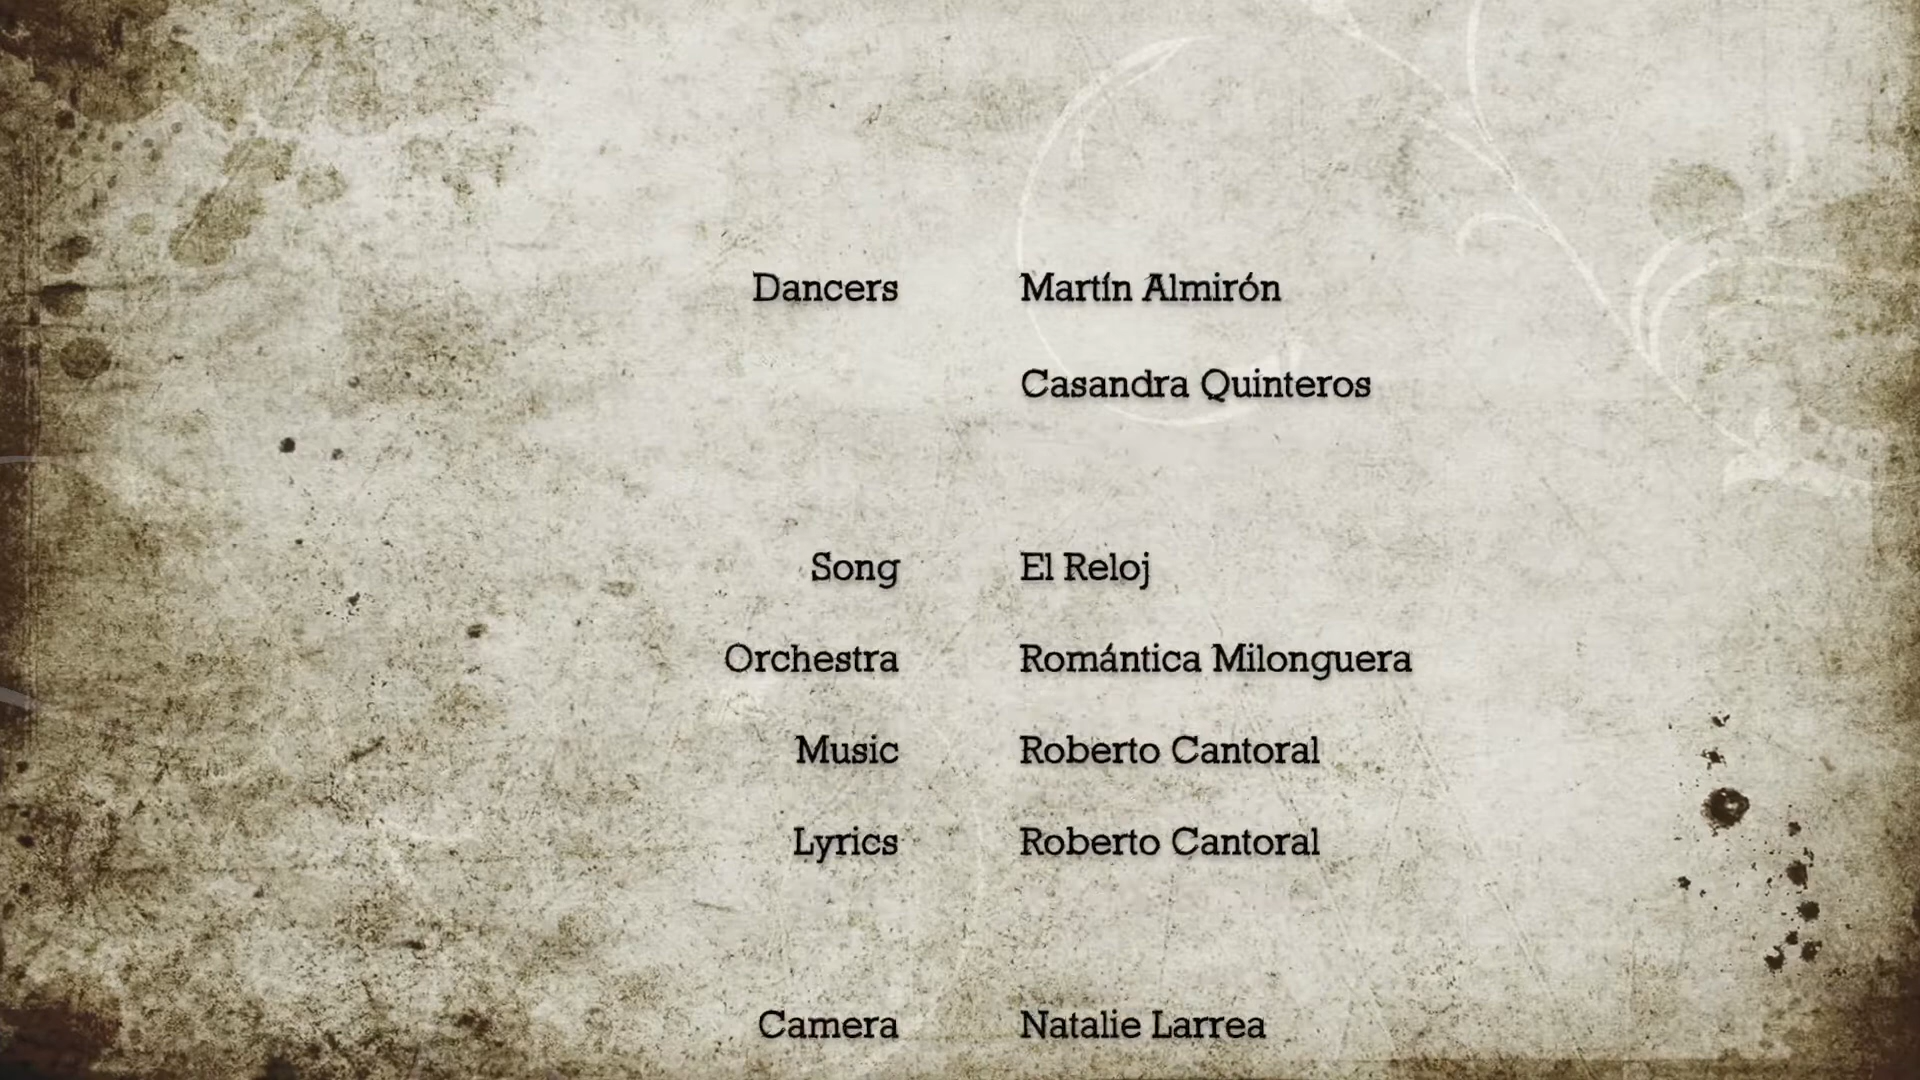 Dancers Martín Almirón
Casandra Quinteros
Song El Reloj
Orchestra Romántica Milonguera
Music Roberto Cantoral
Lyrics Roberto Cantoral
Camera Natalie Larrea